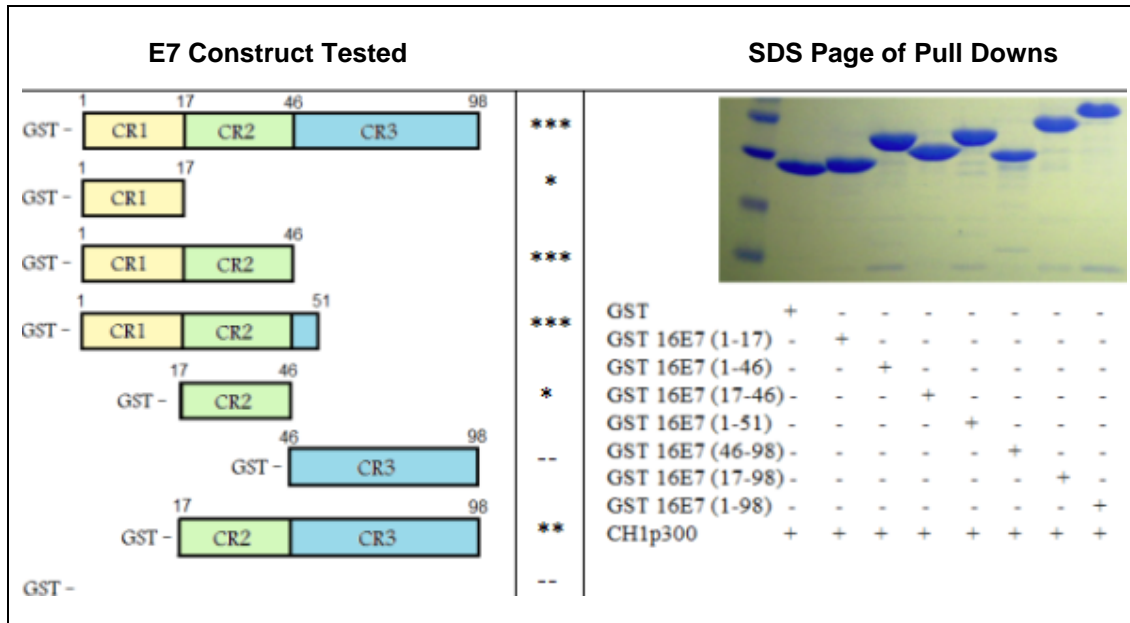 E7 Construct Tested
SDS Page of Pull Downs
1 17 46 98
GST - CR1 CR2 CR3 ***
17
GST - CR1 *
1 46
GST - CR1 CR2 ***
1 51
GST - CR1 CR2 ***
17 46
GST - CR2 *
46 98
GST - CR3 --
17 98
GST - CR2 CR3 **
GST - --
GST + - - - - - - -
GST 16E7 (1-17) - + - - - - - -
GST 16E7 (1-46) - - + - - - - -
GST 16E7 (17-46) - - - + - - - -
GST 16E7 (1-51) - - - - + - - -
GST 16E7 (46-98) - - - - - + - -
GST 16E7 (17-98) - - - - - - + -
GST 16E7 (1-98) - - - - - - - +
CH1p300 + + + + + + + +